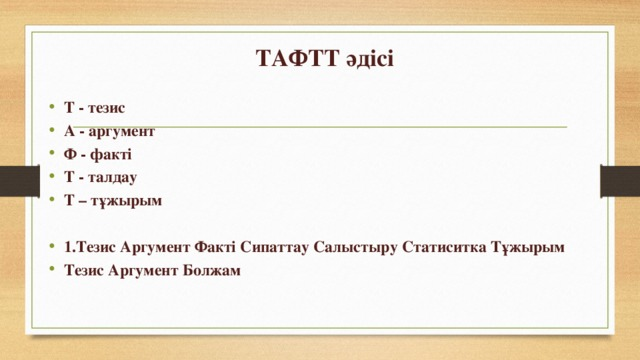 ТАФТТ әдісі
Т - тезис
А - аргумент
Ф - факті
Т - талдау
Т – тұжырым
1.Тезис Аргумент Факті Сипаттау Салыстыру Статиситка Тұжырым
Тезис Аргумент Болжам